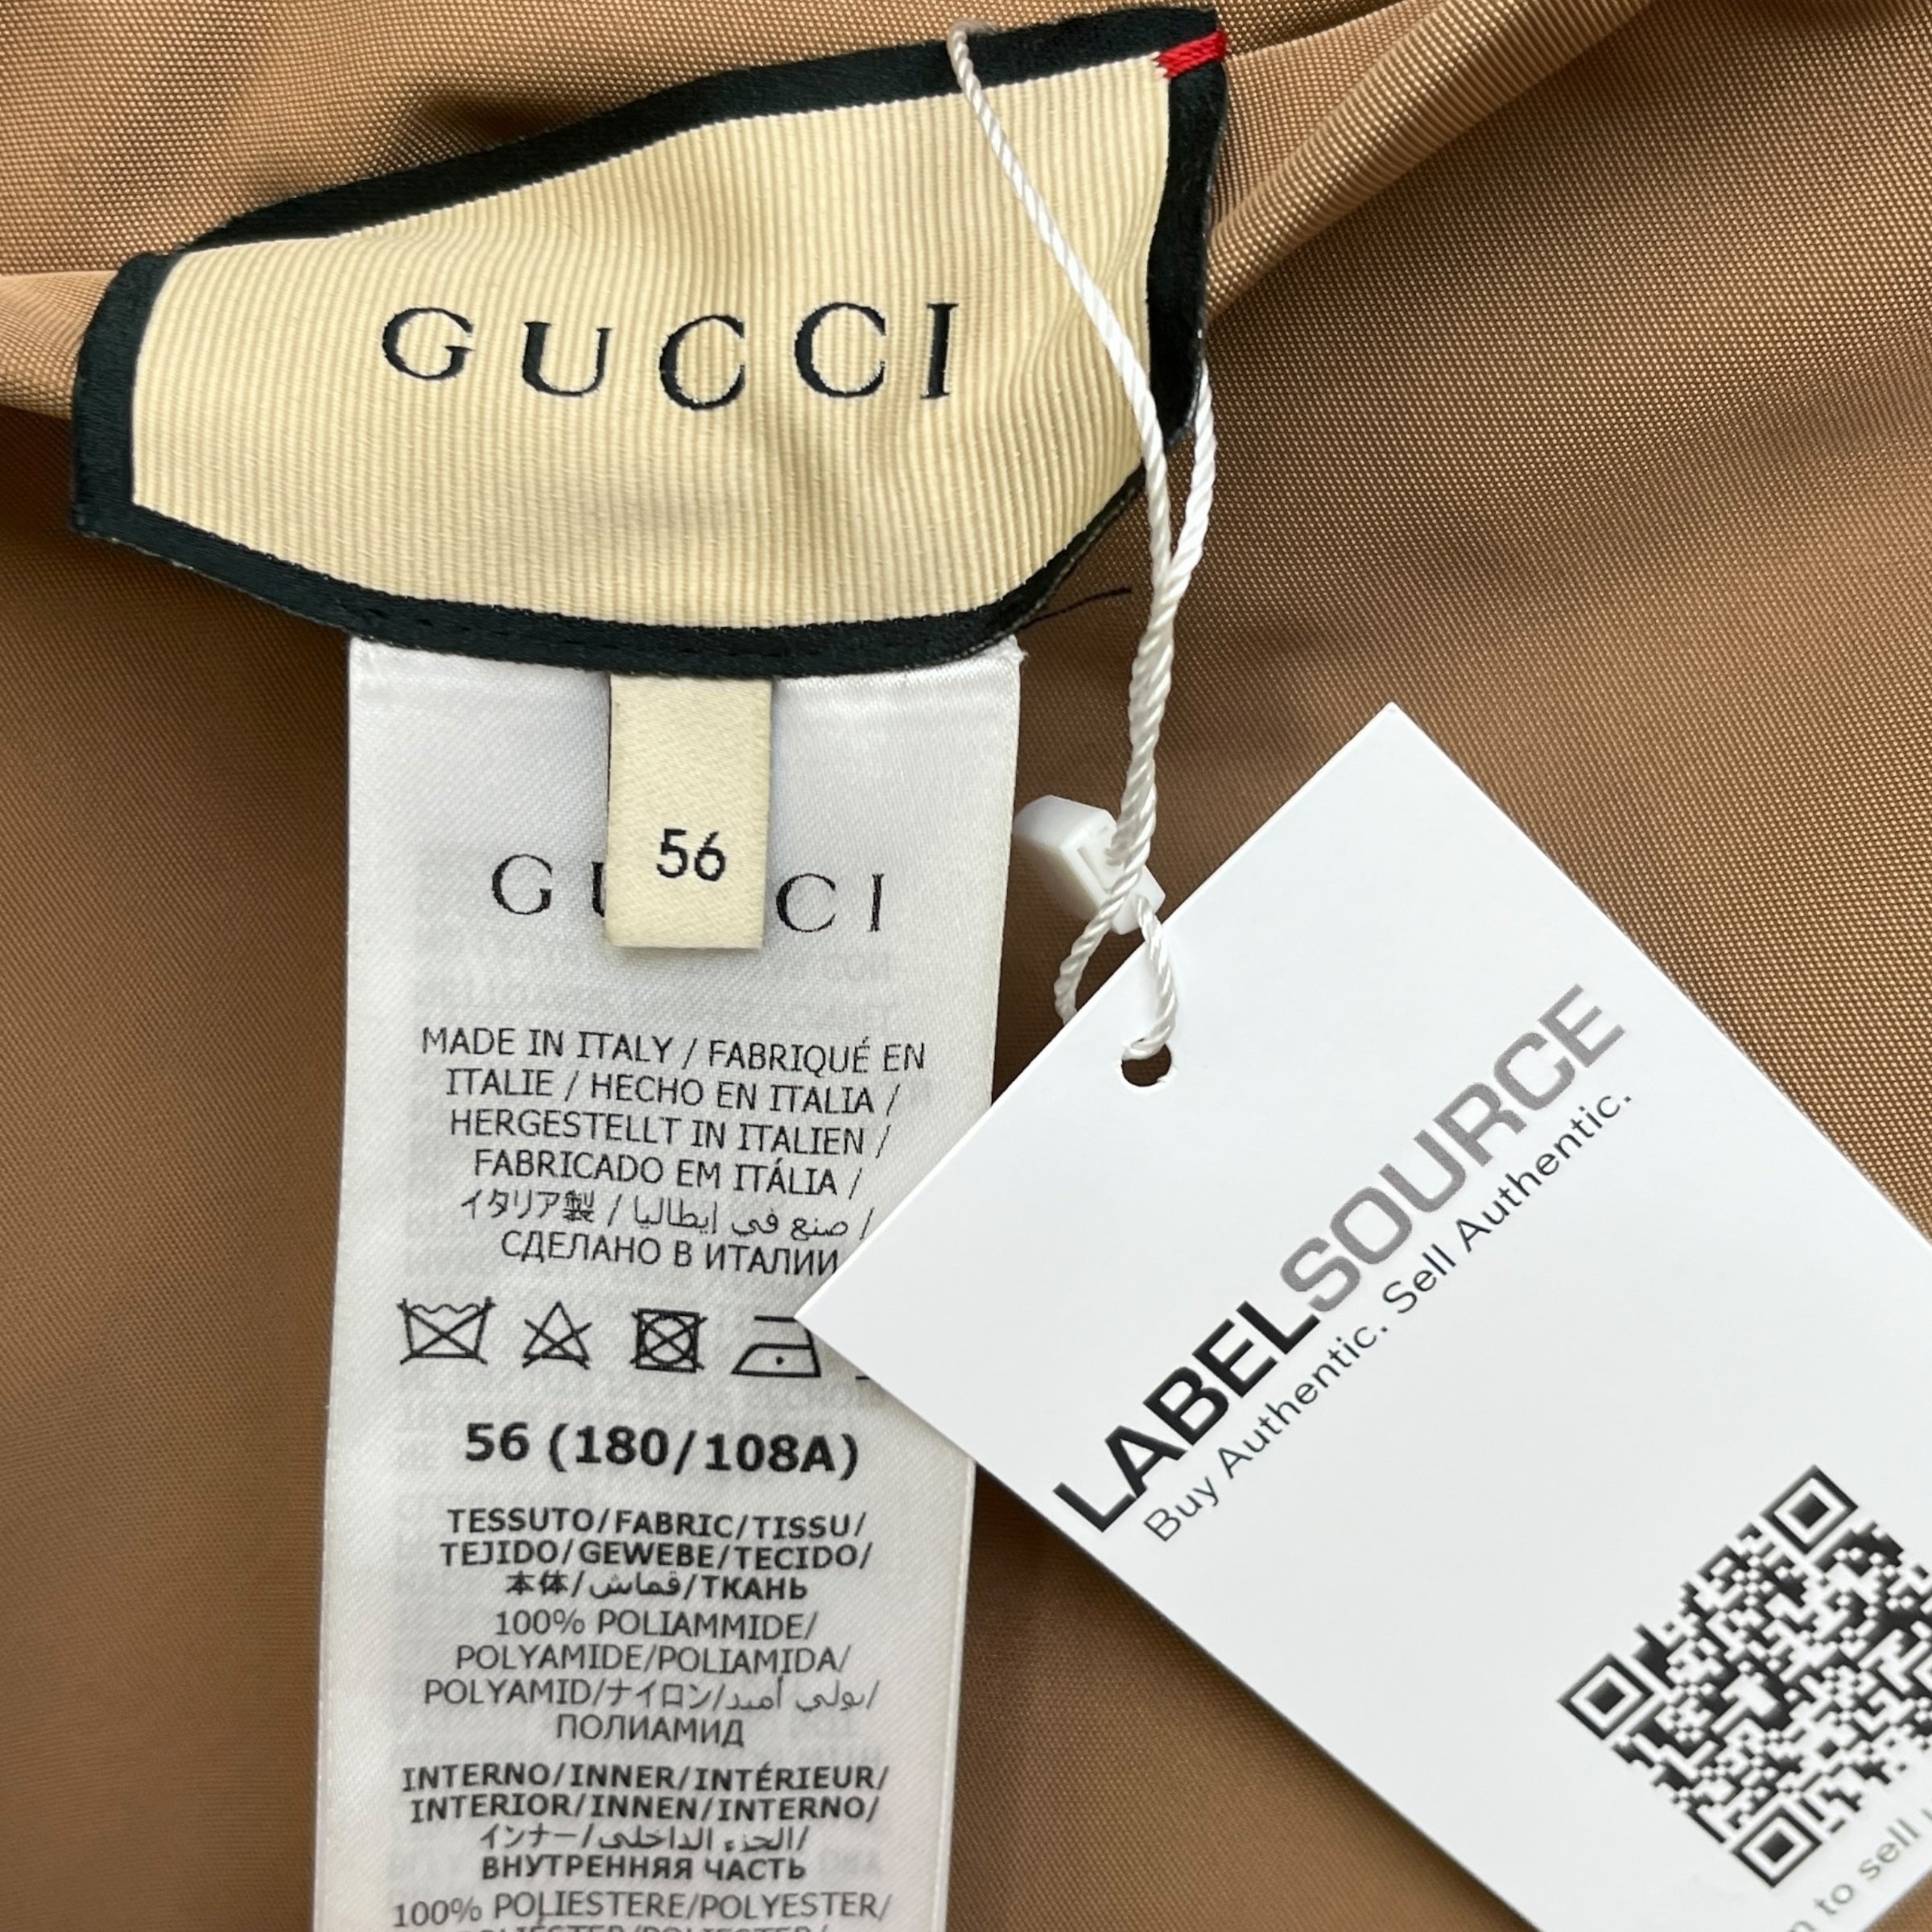 GUCCI
56
G CI
MADE IN ITALY / FABRIQUÉ EN
ITALIE / HECHO EN ITALIA /
HERGESTELLT IN ITALIEN /
FABRICADO EM ITÁLIA /
イタリア製 / صنع في إيطاليا /
СДЕЛАНО В ИТАЛИИ
56 (180/108A)
TESSUTO/FABRIC/TISSU/
TEJIDO/GEWEBE/TECIDO/
本体/قماش/ТКАНЬ
100% POLIAMMIDE/
POLYAMIDE/POLIAMIDA/
POLYAMID/ナイロン/بولي أميد/
ПОЛИАМИД
INTERNO/INNER/INTÉRIEUR/
INTERIOR/INNEN/INTERNO/
インナー/الجزء الداخلي/
ВНУТРЕННЯЯ ЧАСТЬ
100% POLIESTERE/POLYESTER/
LABELSOURCE
Buy Authentic. Sell Authentic.
to sell